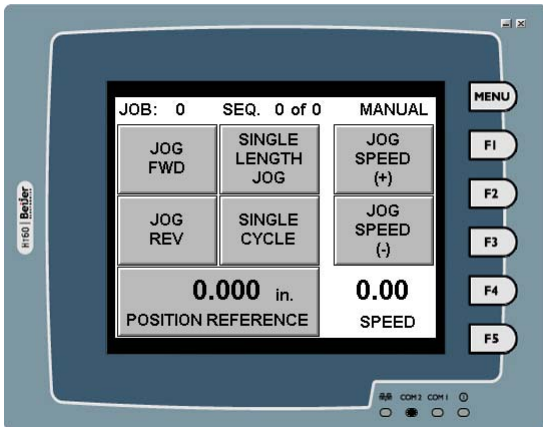 MENU
JOB: 0 SEQ. 0 of 0 MANUAL
JOG FWD
SINGLE LENGTH JOG
JOG SPEED (+)
F1
F2
JOG REV
SINGLE CYCLE
JOG SPEED (-)
F3
0.000 in.
POSITION REFERENCE
0.00
SPEED
F4
F5
HT60 Beijer
COM 2 COM 1